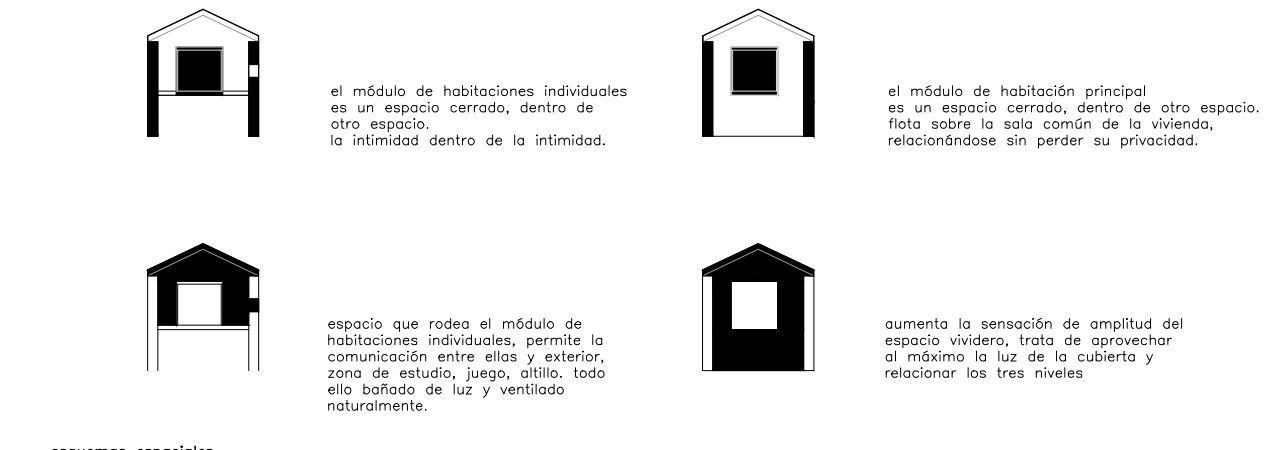 el módulo de habitaciones individuales
es un espacio cerrado, dentro de
otro espacio.
la intimidad dentro de la intimidad.
el módulo de habitación principal
es un espacio cerrado, dentro de otro espacio.
flota sobre la sala común de la vivienda,
relacionándose sin perder su privacidad.
espacio que rodea el módulo de
habitaciones individuales, permite la
comunicación entre ellas y exterior,
zona de estudio, juego, altillo. todo
ello bañado de luz y ventilado
naturalmente.
aumenta la sensación de amplitud del
espacio vividero, trata de aprovechar
al máximo la luz de la cubierta y
relacionar los tres niveles